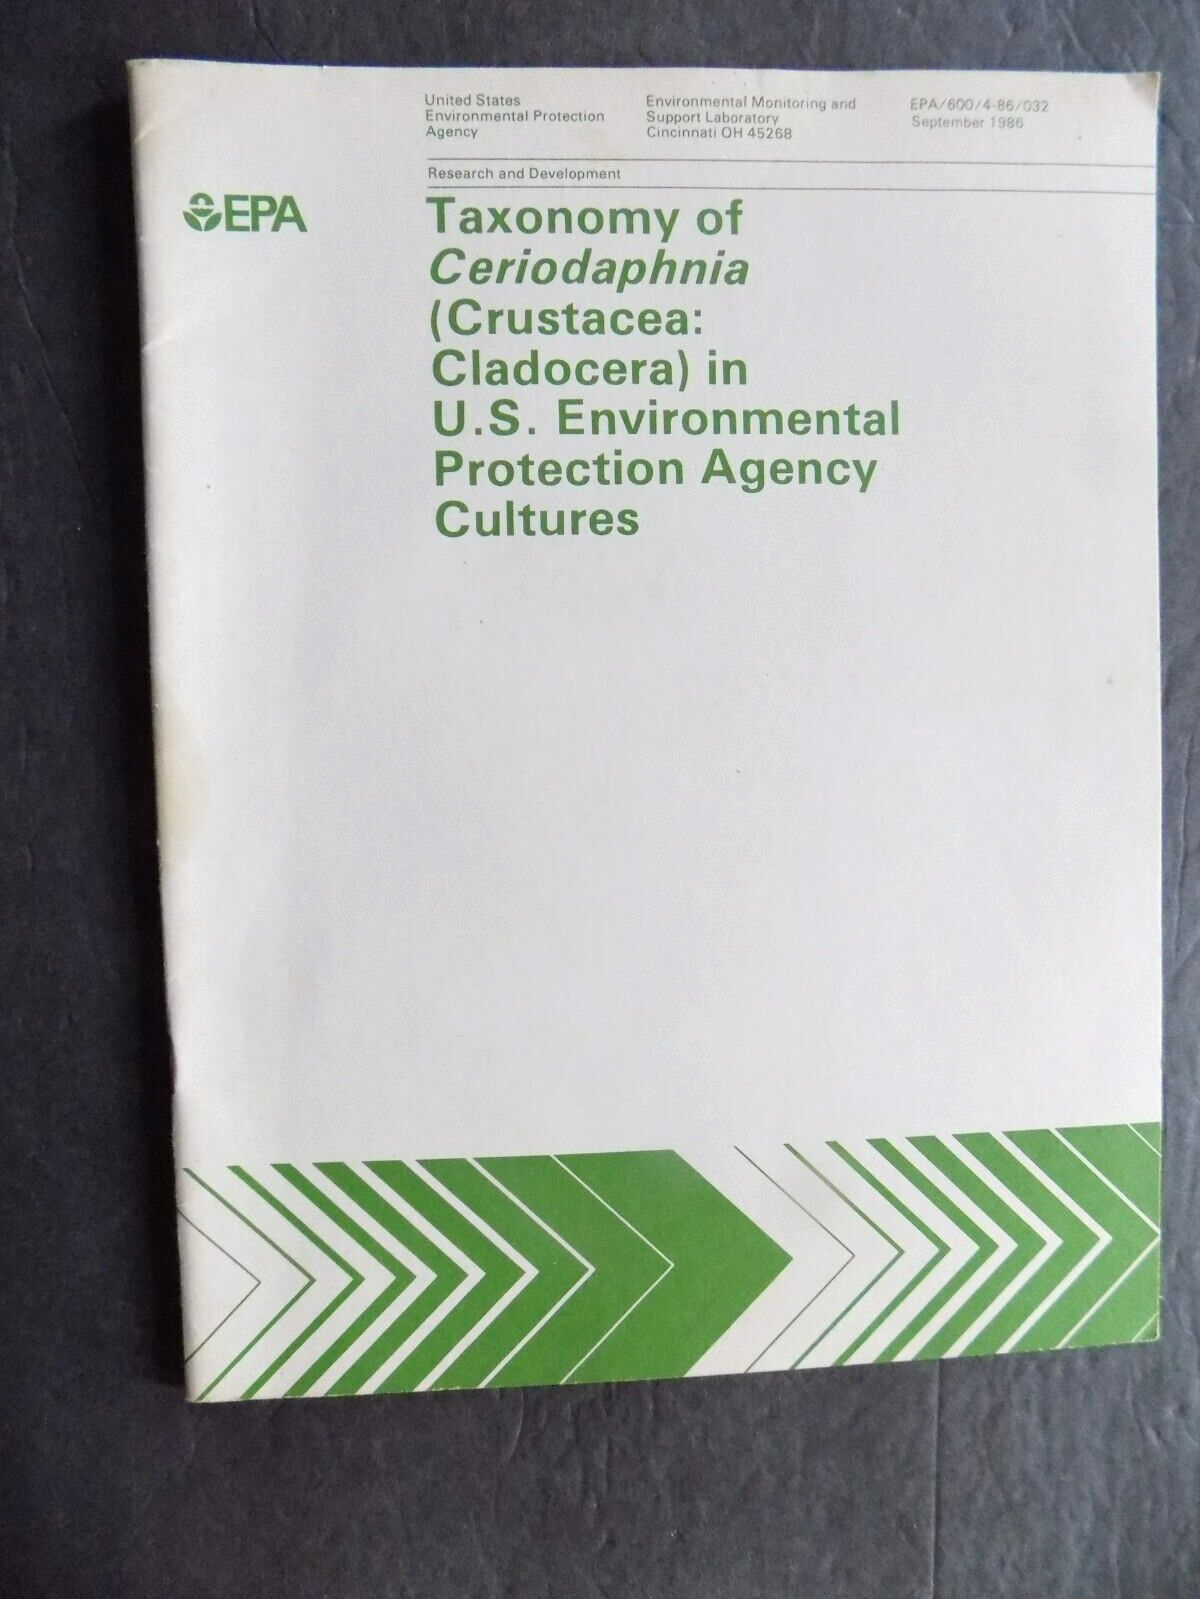 United States
Environmental Protection
Agency
Environmental Monitoring and
Support Laboratory
Cincinnati OH 45268
EPA/600/4-86/032
September 1986
Research and Development
EPA
Taxonomy of
Ceriodaphnia
(Crustacea:
Cladocera) in
U.S. Environmental
Protection Agency
Cultures